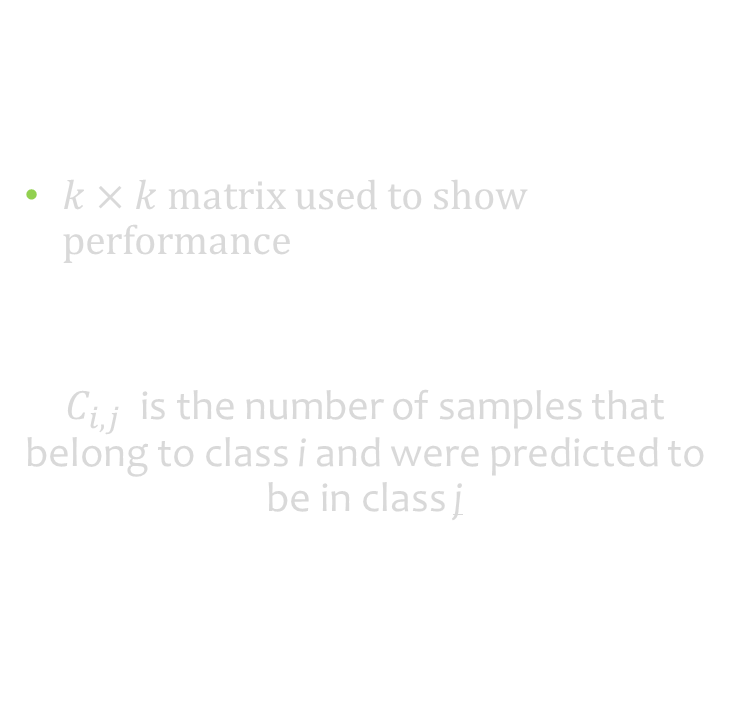 • k × k matrix used to show
performance
C_{i,j} is the number of samples that
belong to class i and were predicted to
be in class j